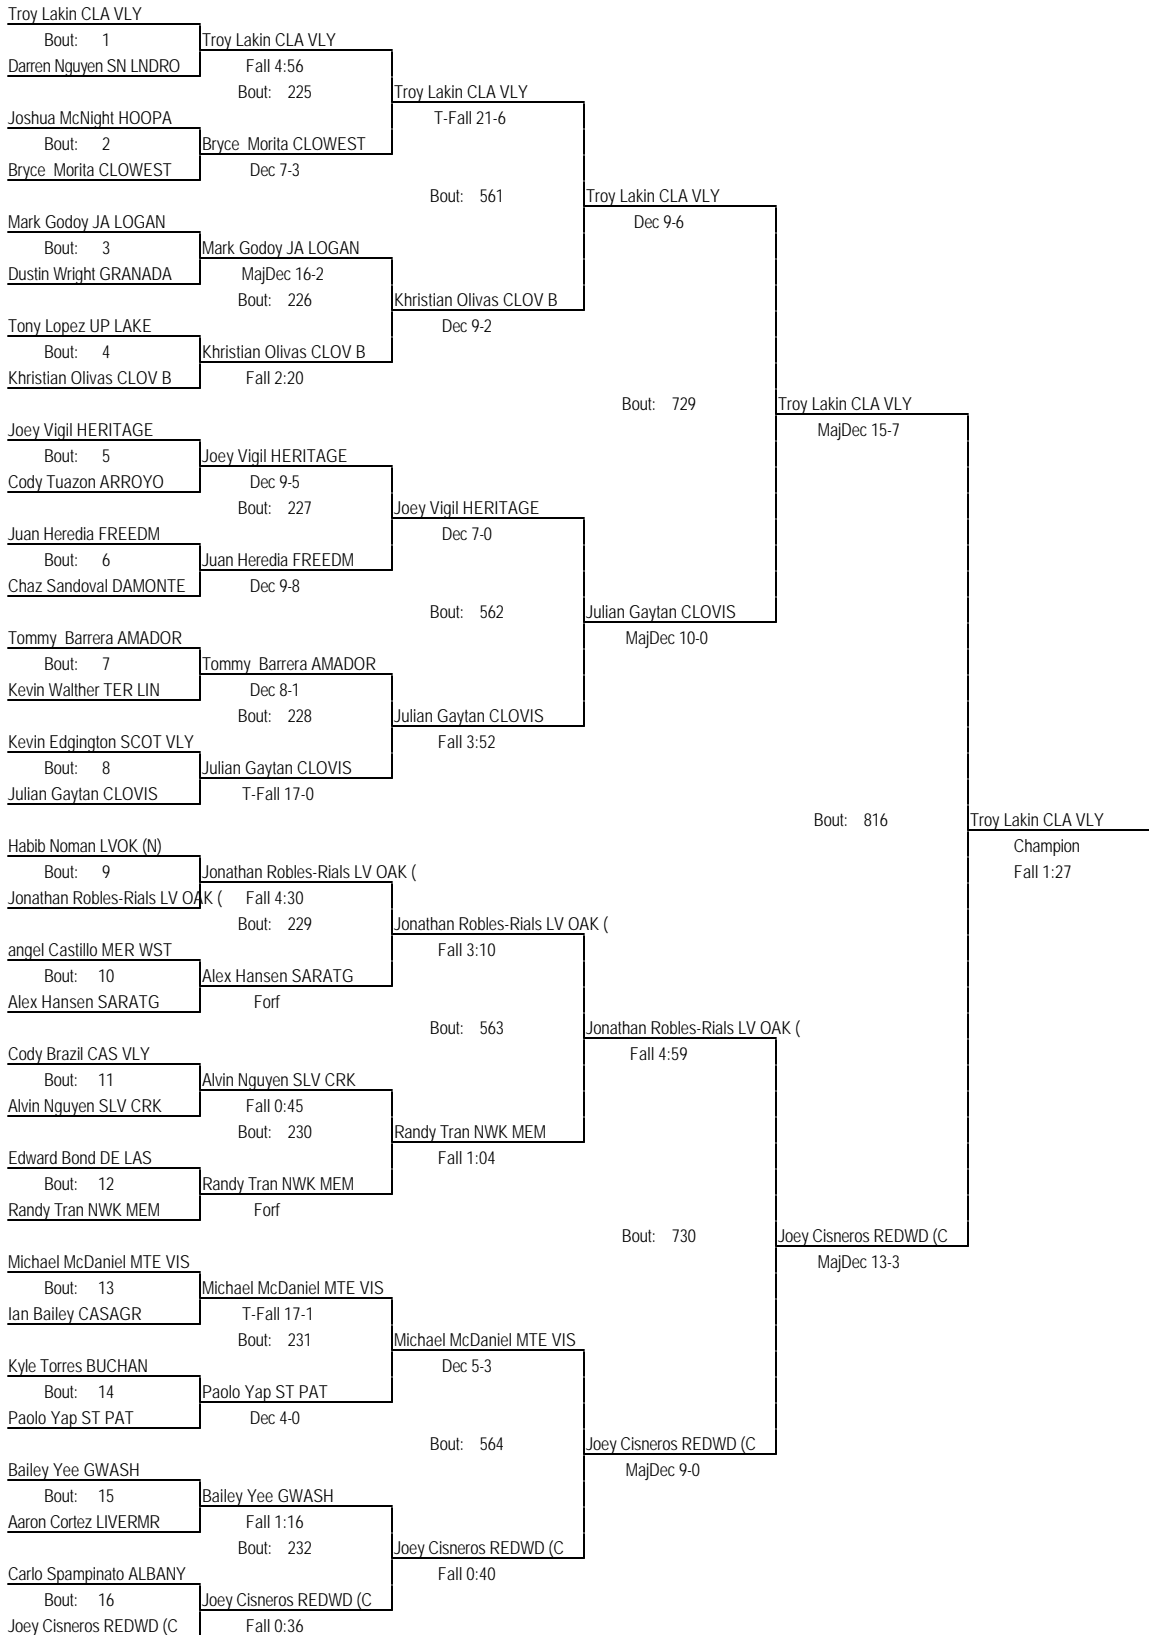 Troy Lakin CLA VLY
Bout: 1 Troy Lakin CLA VLY
Darren Nguyen SN LNDRO Fall 4:56
Bout: 225 Troy Lakin CLA VLY
Joshua McNight HOOPA T-Fall 21-6
Bout: 2 Bryce Morita CLOWEST
Bryce Morita CLOWEST Dec 7-3
Bout: 561 Troy Lakin CLA VLY
Mark Godoy JA LOGAN Dec 9-6
Bout: 3 Mark Godoy JA LOGAN
Dustin Wright GRANADA MajDec 16-2
Bout: 226 Khristian Olivas CLOV B
Tony Lopez UP LAKE Dec 9-2
Bout: 4 Khristian Olivas CLOV B
Khristian Olivas CLOV B Fall 2:20
Bout: 729 Troy Lakin CLA VLY
Joey Vigil HERITAGE MajDec 15-7
Bout: 5 Joey Vigil HERITAGE
Cody Tuazon ARROYO Dec 9-5
Bout: 227 Joey Vigil HERITAGE
Juan Heredia FREEDM Dec 7-0
Bout: 6 Juan Heredia FREEDM
Chaz Sandoval DAMONTE Dec 9-8
Bout: 562 Julian Gaytan CLOVIS
Tommy Barrera AMADOR MajDec 10-0
Bout: 7 Tommy Barrera AMADOR
Kevin Walther TER LIN Dec 8-1
Bout: 228 Julian Gaytan CLOVIS
Kevin Edgington SCOT VLY Fall 3:52
Bout: 8 Julian Gaytan CLOVIS
Julian Gaytan CLOVIS T-Fall 17-0
Bout: 816 Troy Lakin CLA VLY
Habib Noman LVOK (N) Champion
Bout: 9 Jonathan Robles-Rials LV OAK ( Fall 1:27
Jonathan Robles-Rials LV OAK ( Fall 4:30
Bout: 229 Jonathan Robles-Rials LV OAK (
angel Castillo MER WST Fall 3:10
Bout: 10 Alex Hansen SARATG
Alex Hansen SARATG Forf
Bout: 563 Jonathan Robles-Rials LV OAK (
Cody Brazil CAS VLY Fall 4:59
Bout: 11 Alvin Nguyen SLV CRK
Alvin Nguyen SLV CRK Fall 0:45
Bout: 230 Randy Tran NWK MEM
Edward Bond DE LAS Fall 1:04
Bout: 12 Randy Tran NWK MEM
Randy Tran NWK MEM Forf
Bout: 730 Joey Cisneros REDWD (C
Michael McDaniel MTE VIS MajDec 13-3
Bout: 13 Michael McDaniel MTE VIS
Ian Bailey CASAGR T-Fall 17-1
Bout: 231 Michael McDaniel MTE VIS
Kyle Torres BUCHAN Dec 5-3
Bout: 14 Paolo Yap ST PAT
Paolo Yap ST PAT Dec 4-0
Bout: 564 Joey Cisneros REDWD (C
Bailey Yee GWASH MajDec 9-0
Bout: 15 Bailey Yee GWASH
Aaron Cortez LIVERMR Fall 1:16
Bout: 232 Joey Cisneros REDWD (C
Carlo Spampinato ALBANY Fall 0:40
Bout: 16 Joey Cisneros REDWD (C
Joey Cisneros REDWD (C Fall 0:36